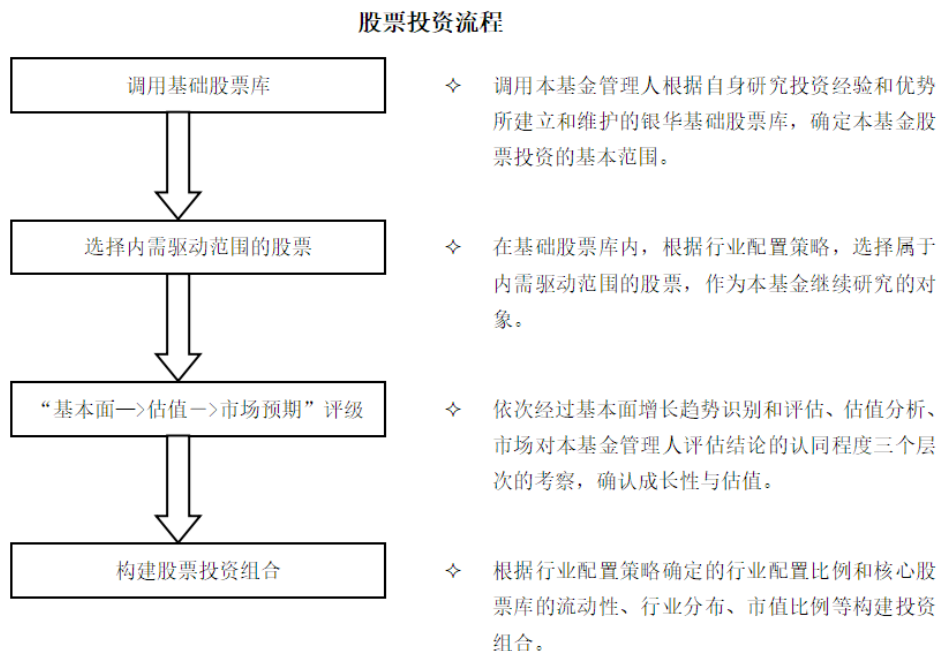 股票投资流程
调用基础股票库
✧ 调用本基金管理人根据自身研究投资经验和优势
所建立和维护的银华基础股票库，确定本基金股
票投资的基本范围。
选择内需驱动范围的股票
✧ 在基础股票库内，根据行业配置策略，选择属于
内需驱动范围的股票，作为本基金继续研究的对
象。
“基本面—>估值－>市场预期”评级
✧ 依次经过基本面增长趋势识别和评估、估值分析、
市场对本基金管理人评估结论的认同程度三个层
次的考察，确认成长性与估值。
构建股票投资组合
✧ 根据行业配置策略确定的行业配置比例和核心股
票库的流动性、行业分布、市值比例等构建投资
组合。